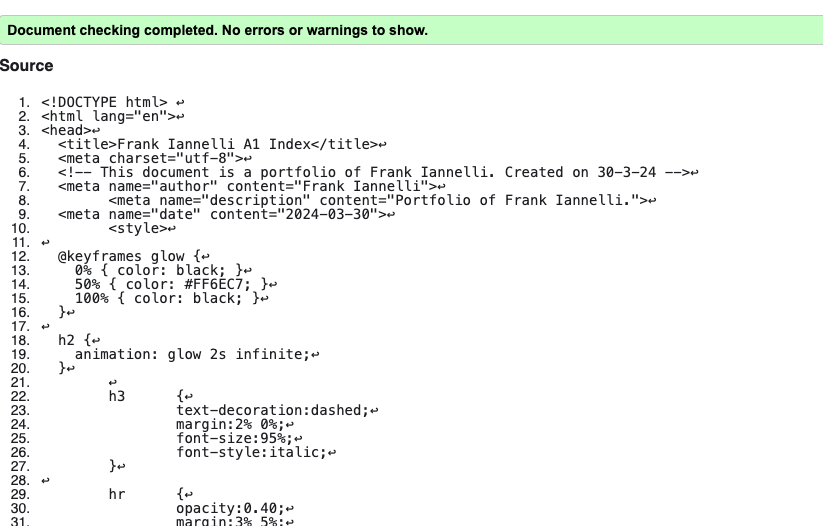 Document checking completed. No errors or warnings to show.
Source
1. <!DOCTYPE html> ↩
2. <html lang="en">↩
3. <head>↩
4.   <title>Frank Iannelli A1 Index</title>↩
5.   <meta charset="utf-8">↩
6.   <!-- This document is a portfolio of Frank Iannelli. Created on 30-3-24 -->↩
7.   <meta name="author" content="Frank Iannelli">↩
8.         <meta name="description" content="Portfolio of Frank Iannelli.">↩
9.   <meta name="date" content="2024-03-30">↩
10.         <style>↩
11. ↩
12.   @keyframes glow {↩
13.     0% { color: black; }↩
14.     50% { color: #FF6EC7; }↩
15.     100% { color: black; }↩
16.   }↩
17. ↩
18.   h2 {↩
19.     animation: glow 2s infinite;↩
20.   }↩
21.         ↩
22.         h3      {↩
23.                 text-decoration:dashed;↩
24.                 margin:2% 0%;↩
25.                 font-size:95%;↩
26.                 font-style:italic;↩
27.         }↩
28. ↩
29.         hr      {↩
30.                 opacity:0.40;↩
31.                 margin:3% 5%;↩